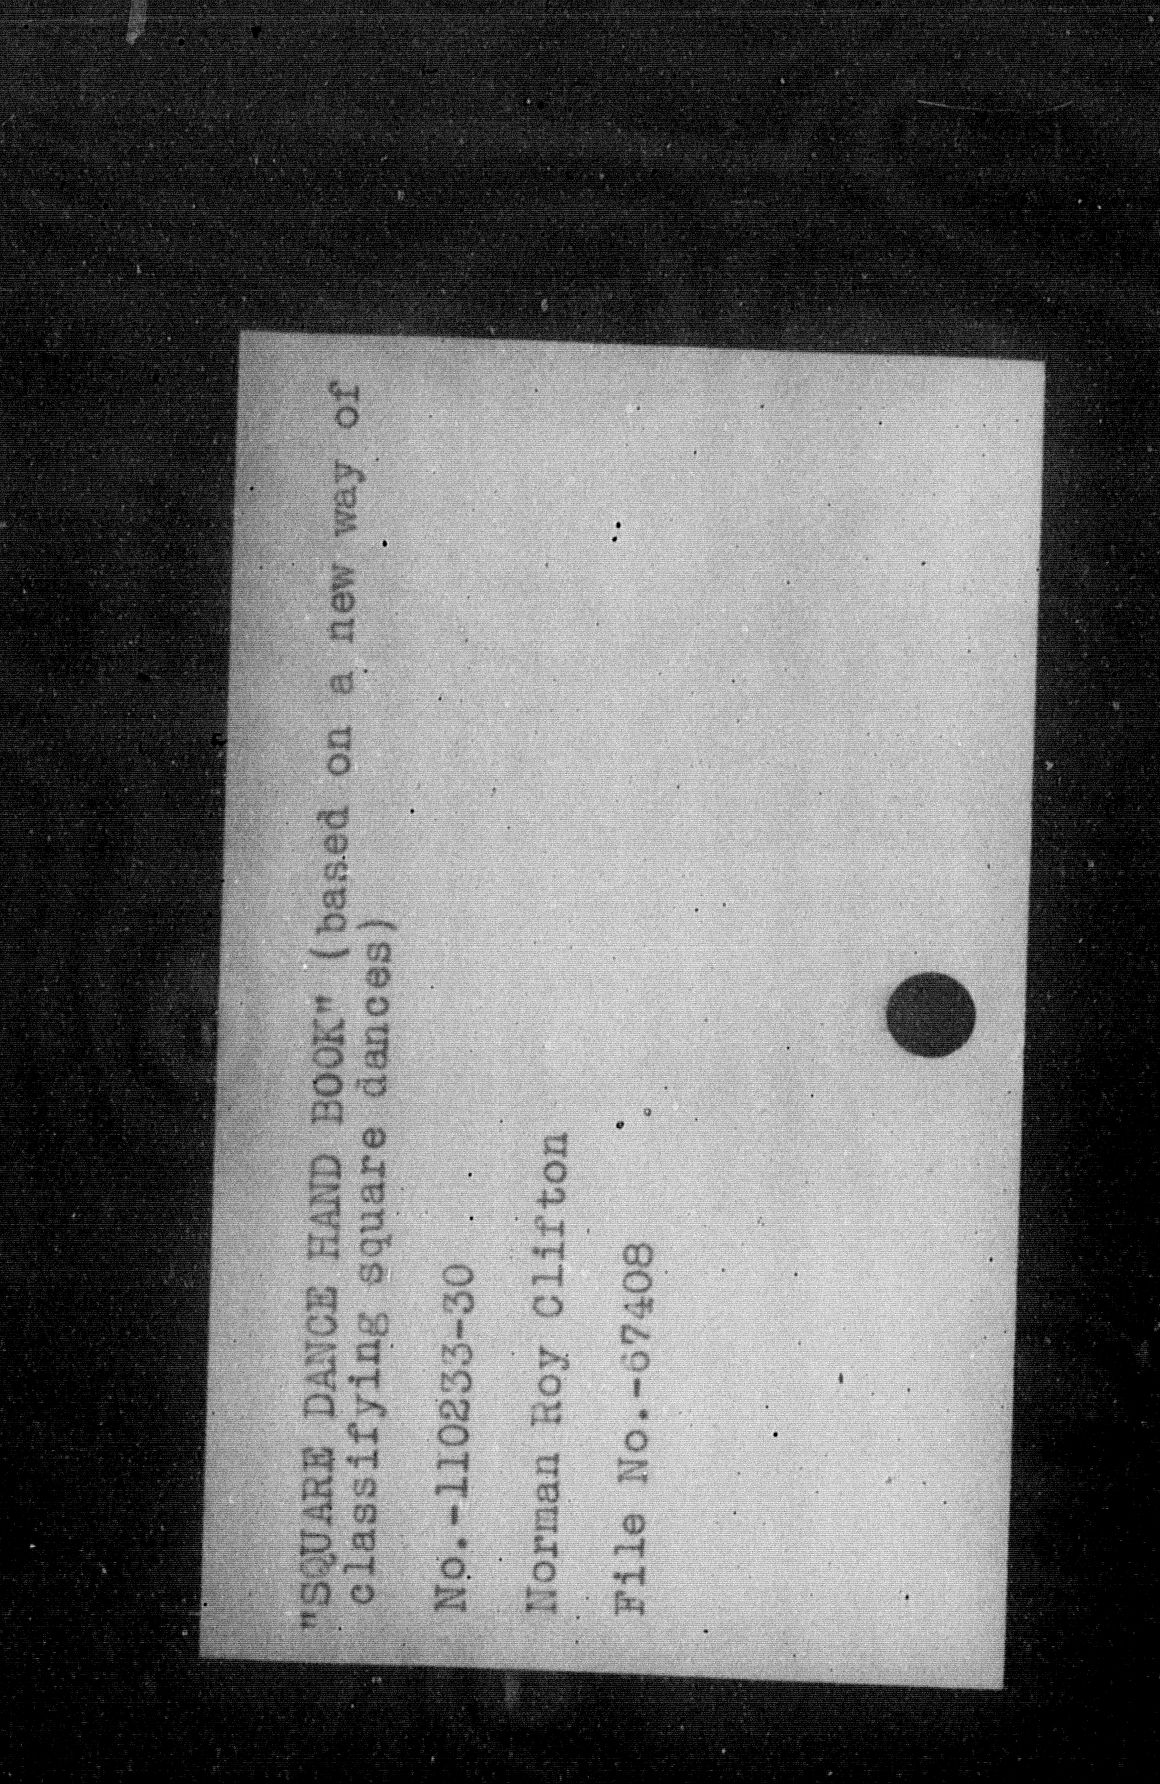 "SQUARE DANCE HAND BOOK" (based on a new way of
classifying square dances)
No.-110233-30
Norman Roy Clifton
File No.-67408